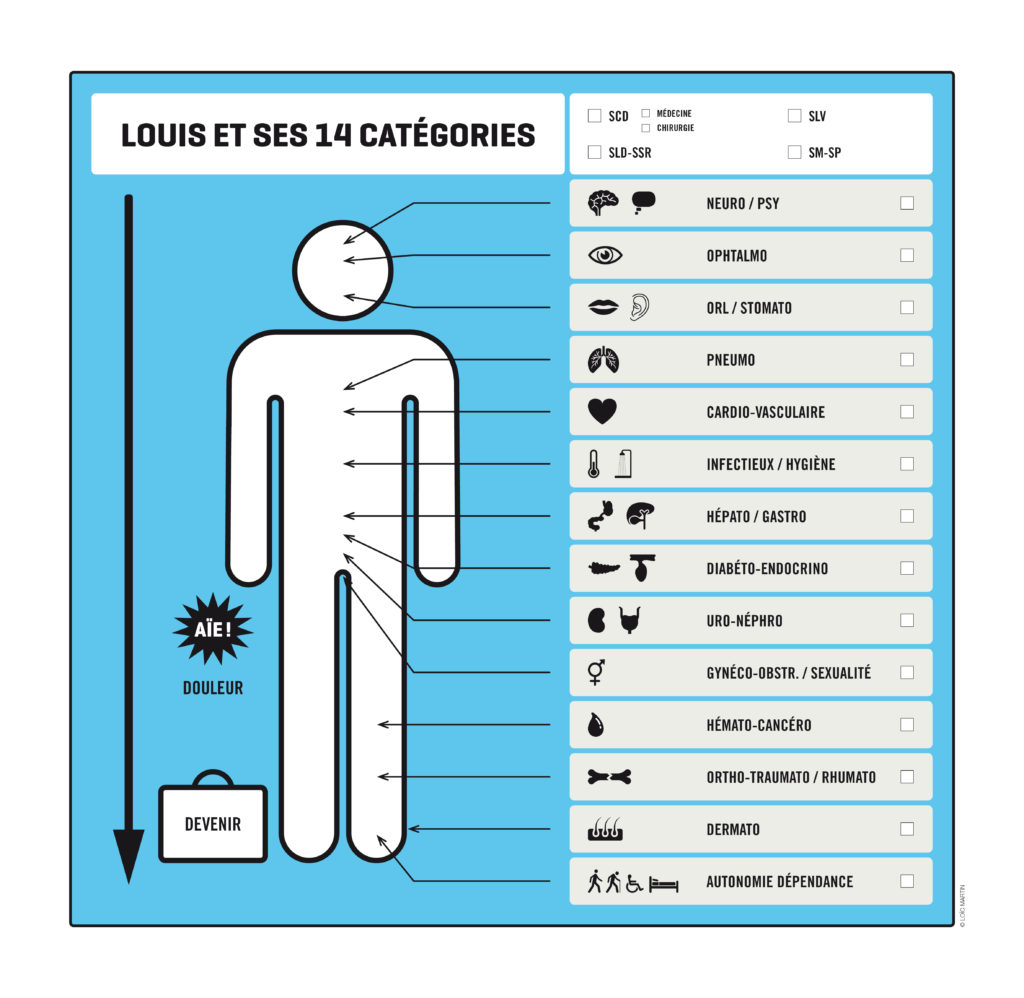 LOUIS ET SES 14 CATÉGORIES
SCD
MÉDECINE
CHIRURGIE
SLV
SLD-SSR
SM-SP
NEURO / PSY
OPHTALMO
ORL / STOMATO
PNEUMO
CARDIO-VASCULAIRE
INFECTIEUX / HYGIÈNE
HÉPATO / GASTRO
DIABÉTO-ENDOCRINO
URO-NÉPHRO
GYNÉCO-OBSTR. / SEXUALITÉ
HÉMATO-CANCÉRO
ORTHO-TRAUMATO / RHUMATO
DERMATO
AUTONOMIE DÉPENDANCE
AÏE !
DOULEUR
DEVENIR
© LOÏC MARTIN